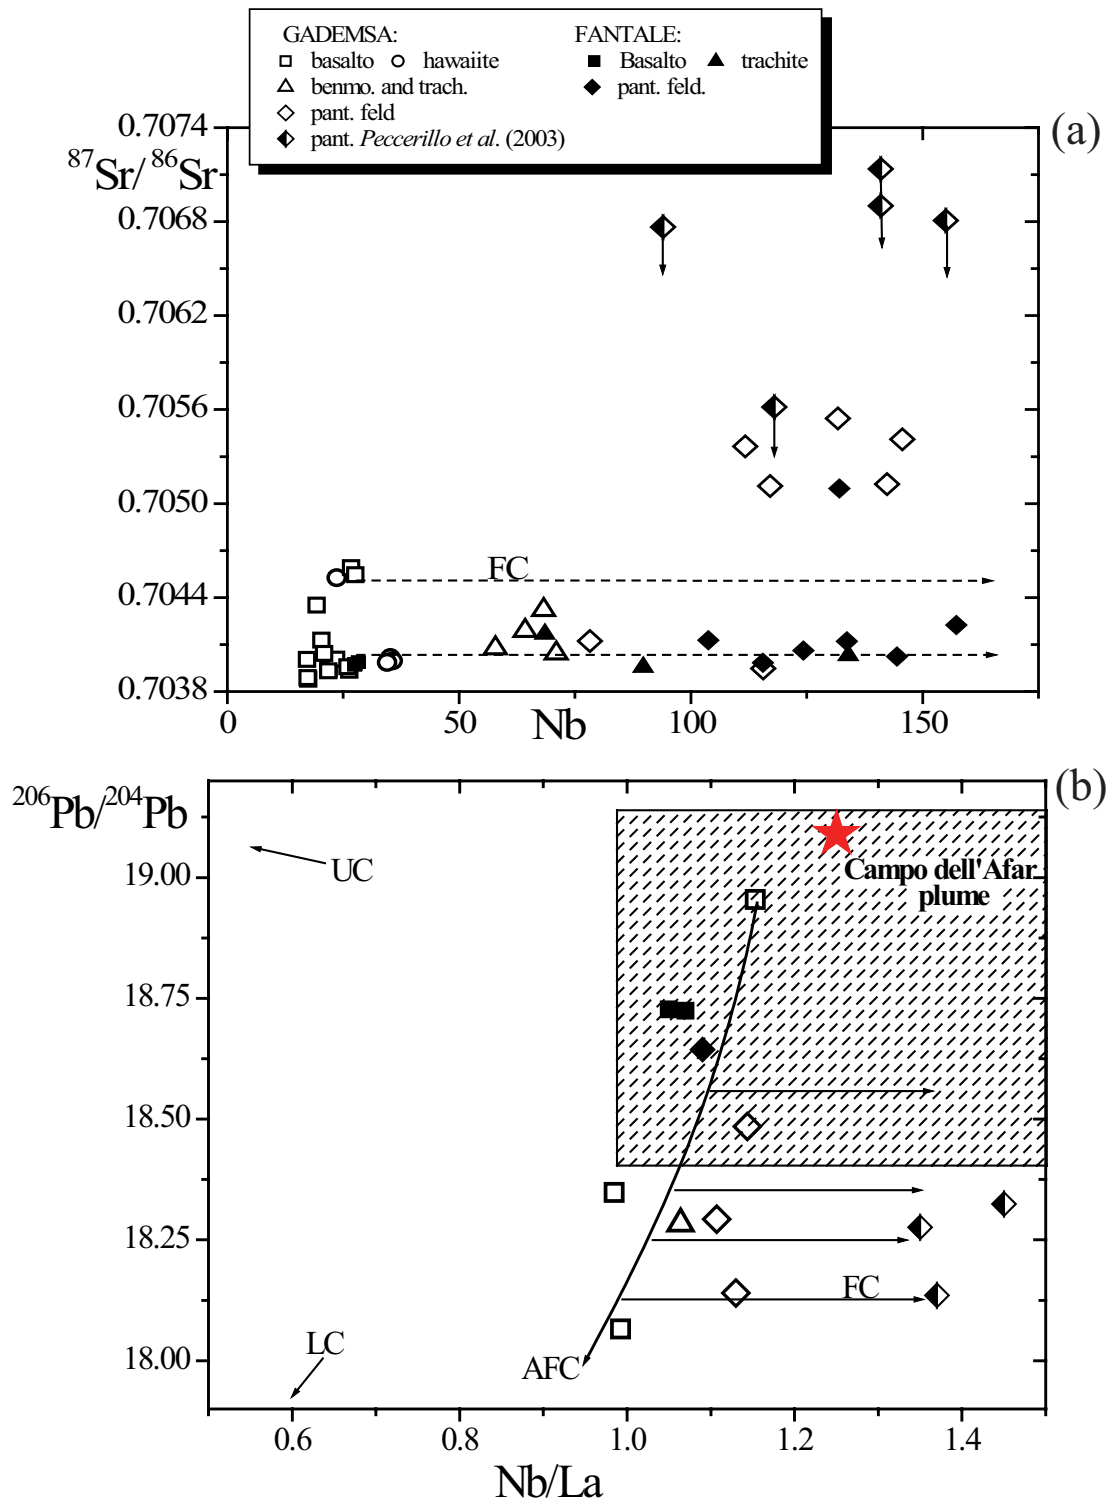 GADEMSA: FANTALE:
basalto hawaiite Basalto trachite
benmo. and trach. pant. feld.
pant. feld
pant. Peccerillo et al. (2003)
(a)
87Sr/86Sr
0.7074
0.7068
0.7062
0.7056
0.7050
0.7044
0.7038
FC
0 50 100 150
Nb
(b)
206Pb/204Pb
19.00
18.75
18.50
18.25
18.00
UC
Campo dell'Afar
plume
FC
LC
AFC
0.6 0.8 1.0 1.2 1.4
Nb/La